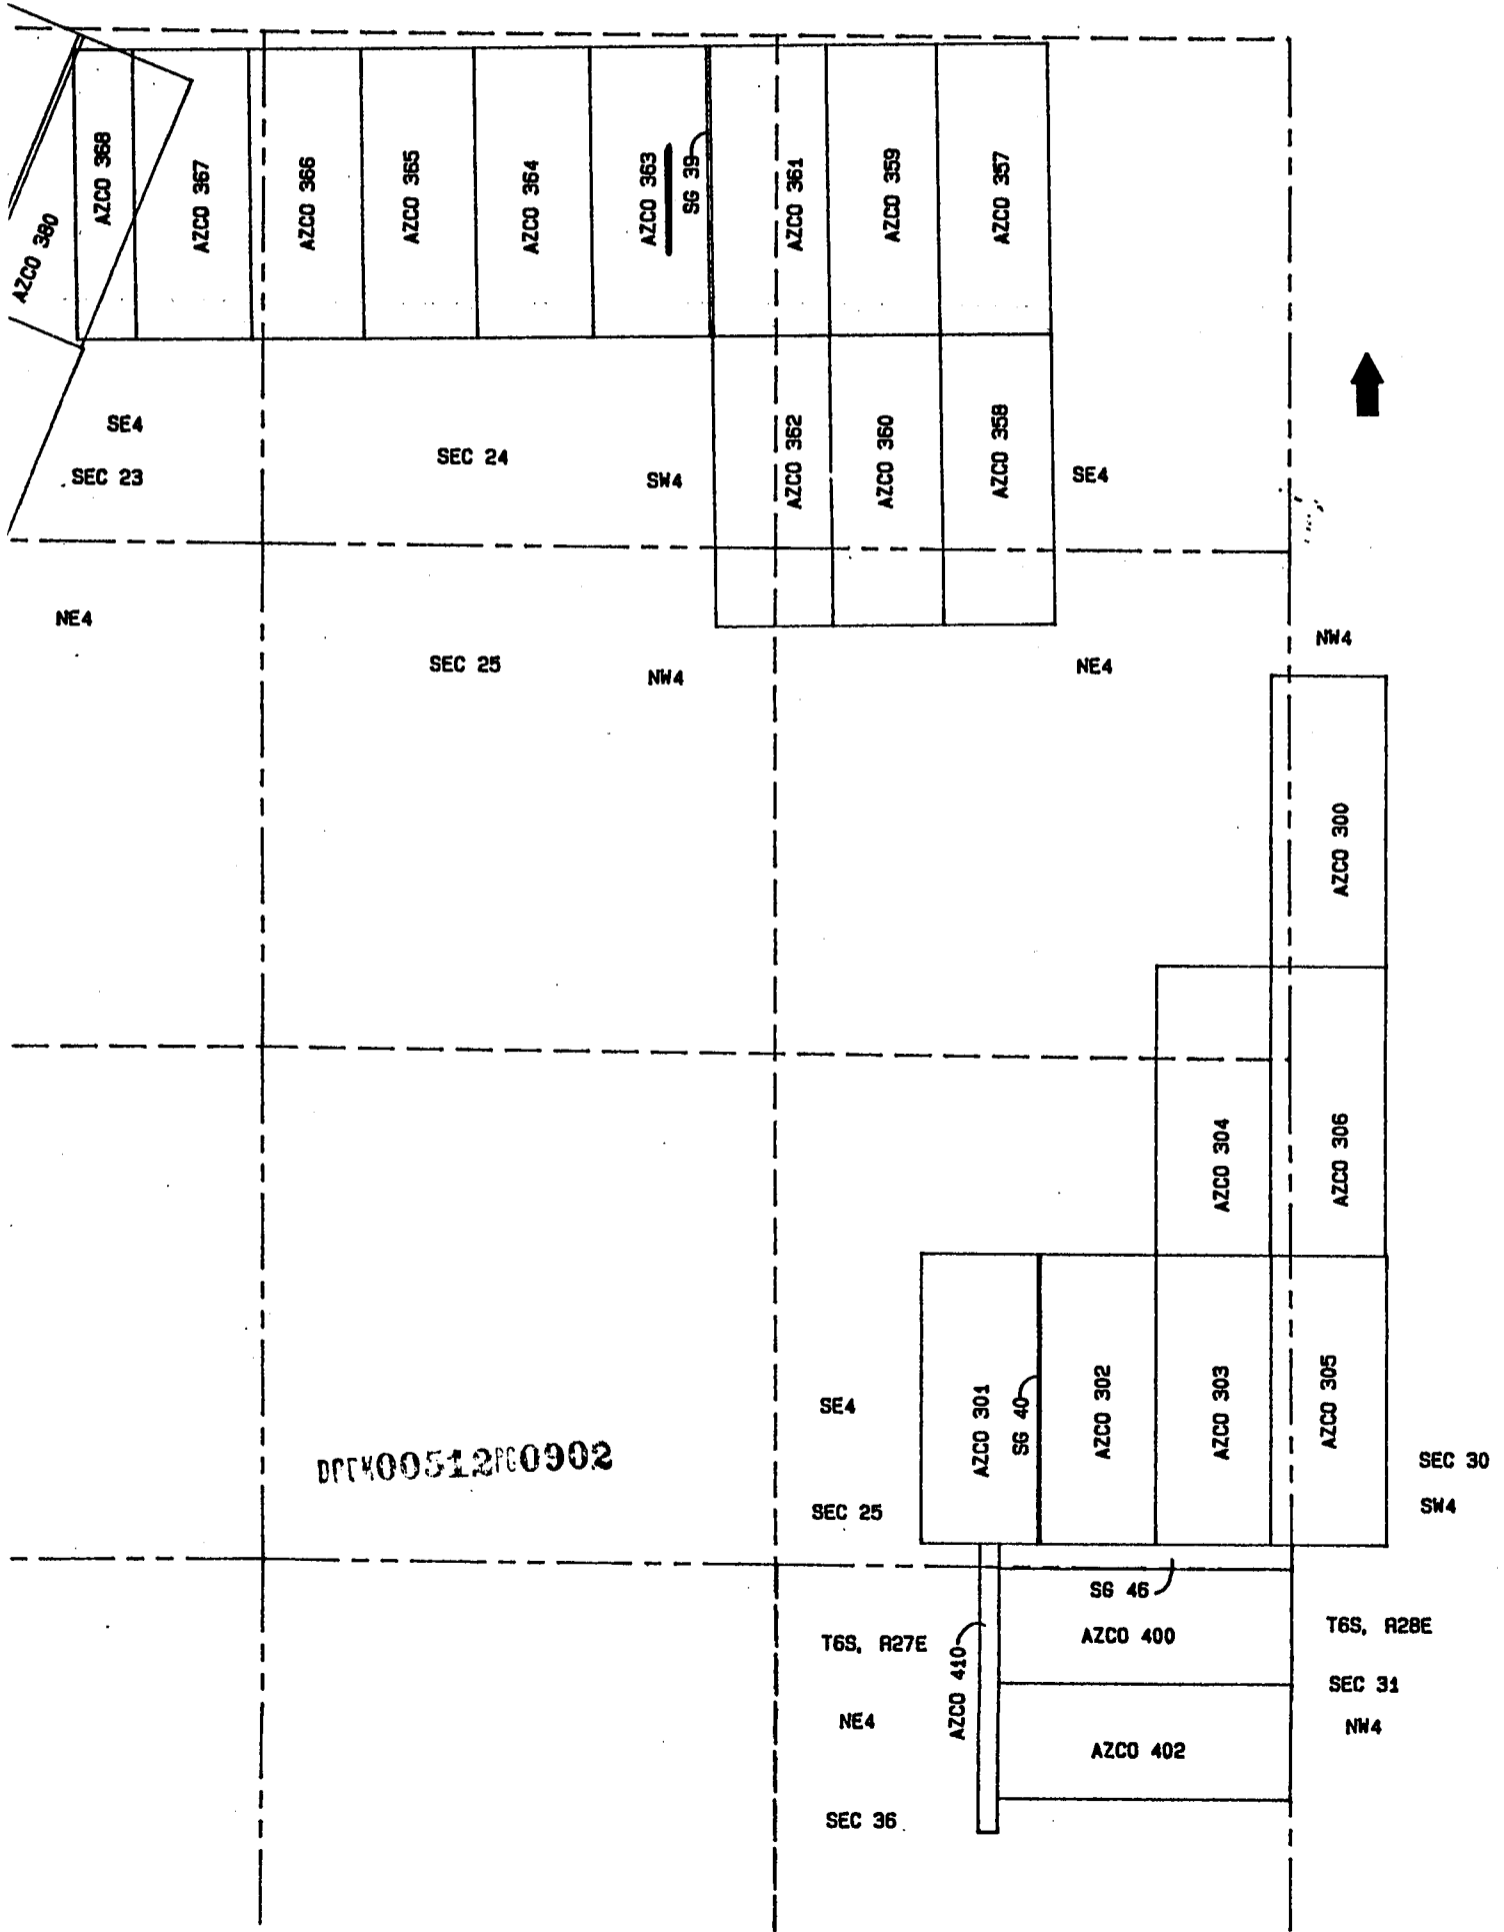 AZCO 368
AZCO 380
AZCO 367
AZCO 366
AZCO 365
AZCO 364
AZCO 363
SG 39
AZCO 361
AZCO 359
AZCO 357
SE4
SEC 23
SEC 24
SW4
AZCO 362
AZCO 360
AZCO 358
SE4
NE4
SEC 25
NW4
NE4
NW4
AZCO 300
AZCO 304
AZCO 306
SE4
SEC 25
AZCO 301
SG 40
AZCO 302
AZCO 303
AZCO 305
SEC 30
SW4
00512 0902
SG 46
T6S, R27E
AZCO 410
AZCO 400
T6S, R28E
SEC 31
NE4
AZCO 402
NW4
SEC 36